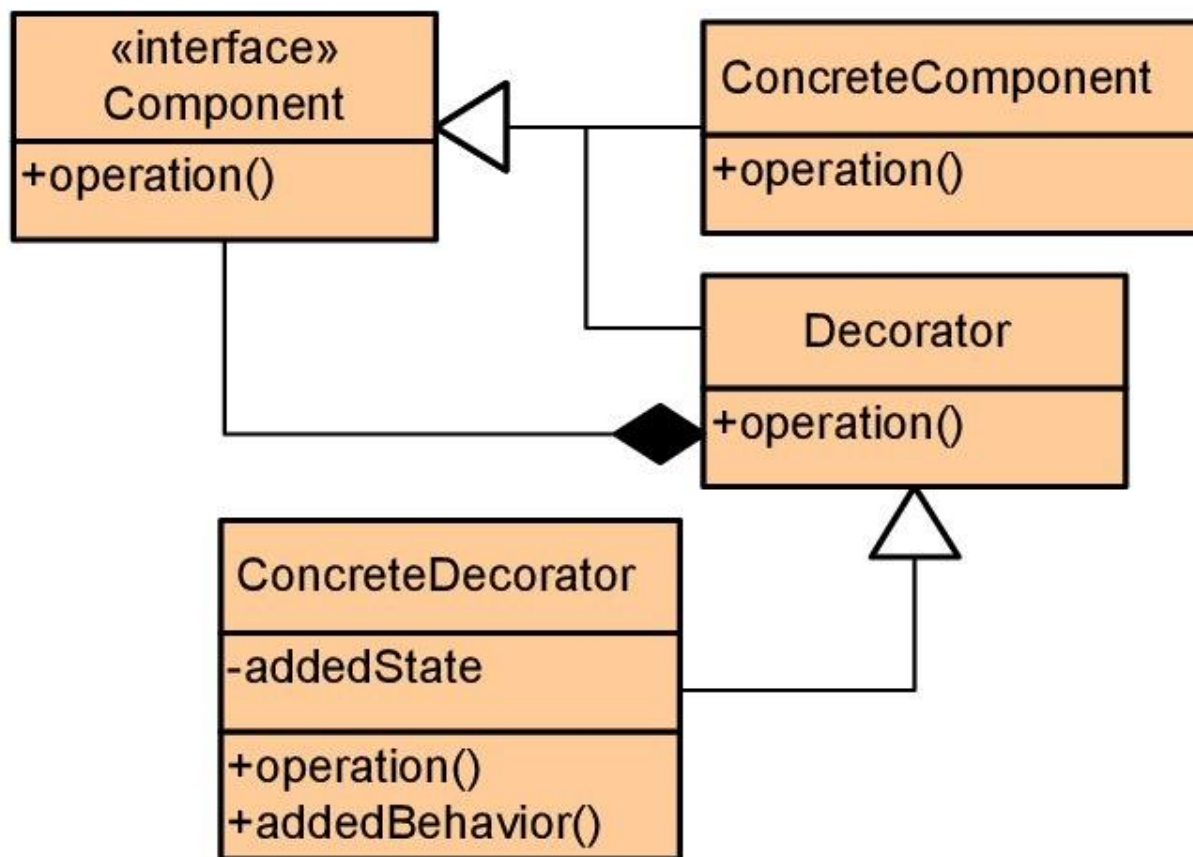 «interface»
Component
+operation()
ConcreteComponent
+operation()
Decorator
+operation()
ConcreteDecorator
-addedState
+operation()
+addedBehavior()